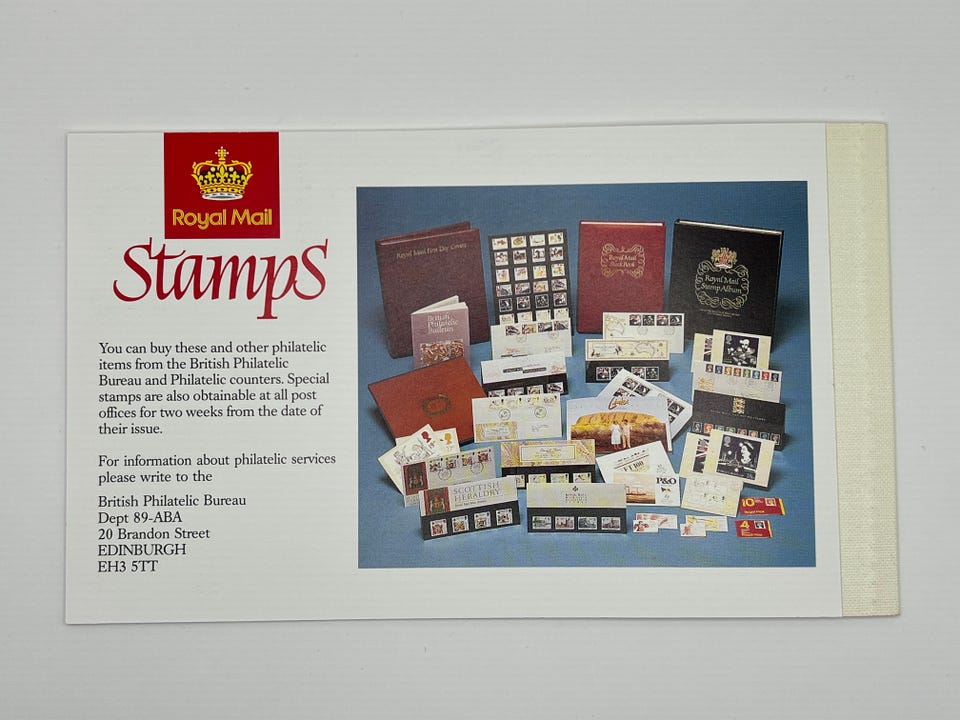 Royal Mail
Stamps
You can buy these and other philatelic
items from the British Philatelic
Bureau and Philatelic counters. Special
stamps are also obtainable at all post
offices for two weeks from the date of
their issue.
For information about philatelic services
please write to the
British Philatelic Bureau
Dept 89-ABA
20 Brandon Street
EDINBURGH
EH3 5TT
Royal Mail First Day Covers
Royal Mail
Stock Book
Royal Mail
Stamp Album
British
Philatelic
Bulletin
SCOTTISH
HERALDRY
P&O
10
4